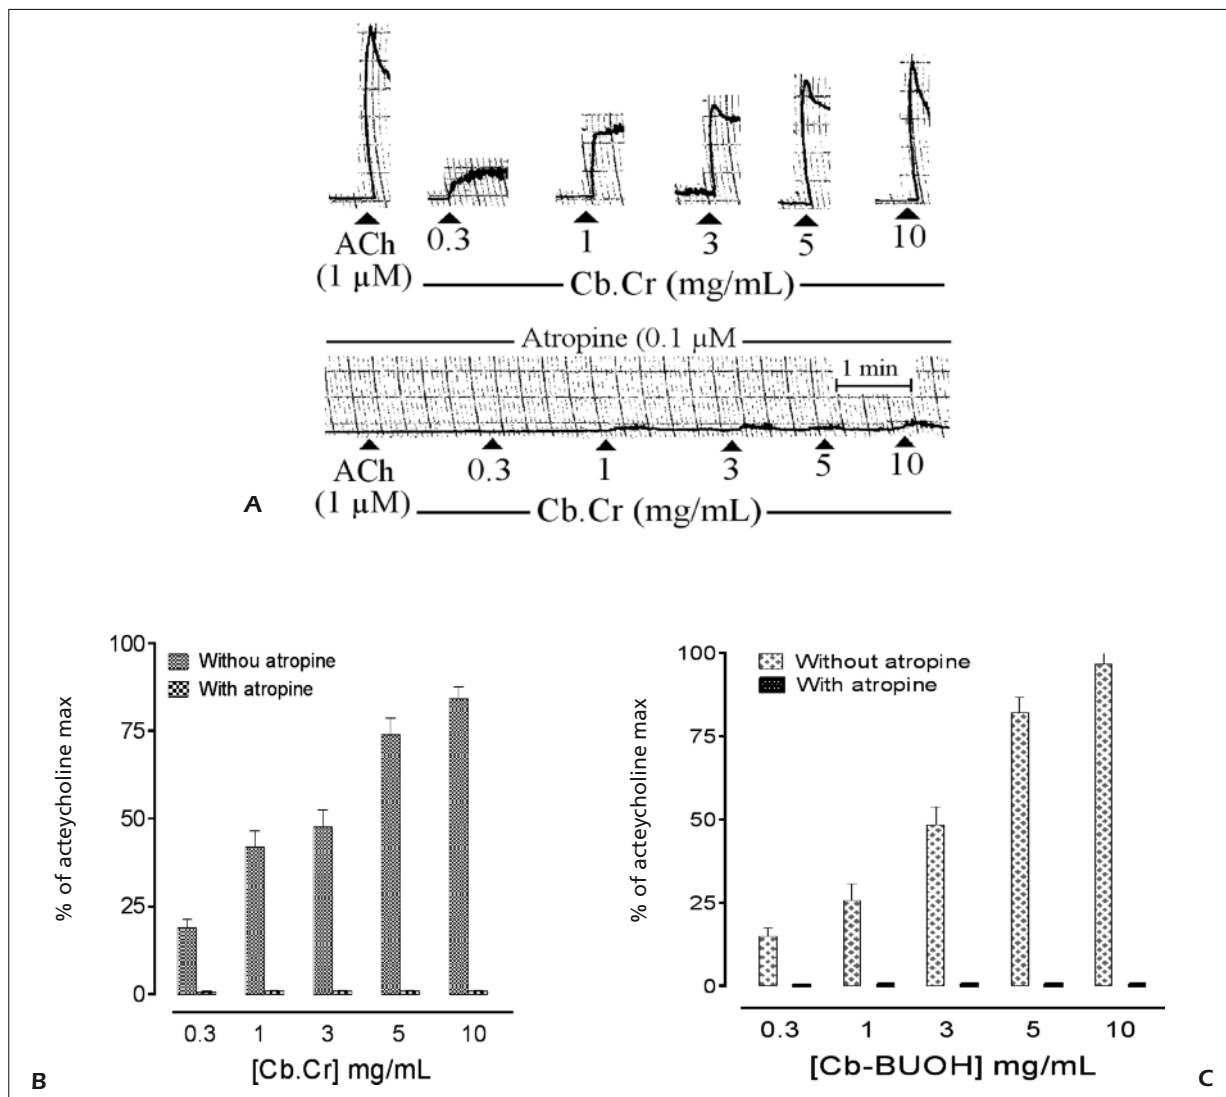 ACh
(1 µM)
0.3
1
3
5
10
Cb.Cr (mg/mL)
Atropine (0.1 µM
1 min
ACh
(1 µM)
0.3
1
3
5
10
Cb.Cr (mg/mL)
A
% of acteycholine max
100
75
50
25
0
Withou atropine
With atropine
0.3 1 3 5 10
[Cb.Cr] mg/mL
B
% of acteycholine max
100
75
50
25
0
Without atropine
With atropine
0.3 1 3 5 10
[Cb-BUOH] mg/mL
C